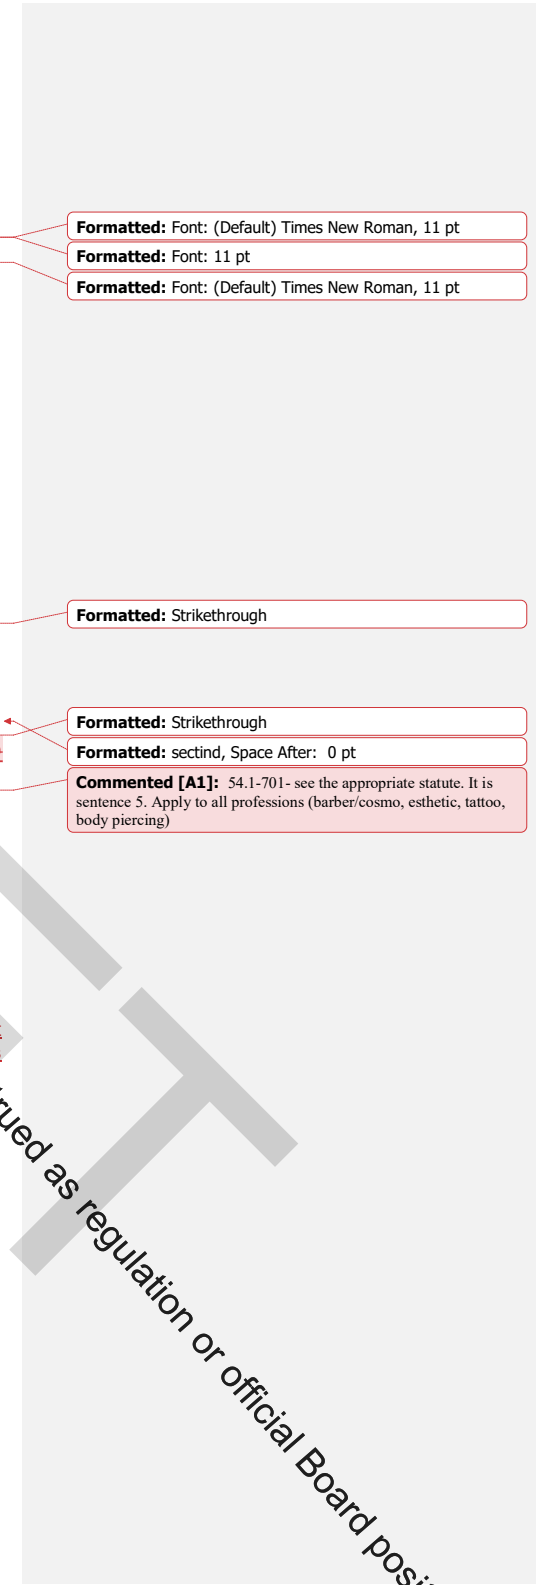 Formatted: Font: (Default) Times New Roman, 11 pt
Formatted: Font: 11 pt
Formatted: Font: (Default) Times New Roman, 11 pt
Formatted: Strikethrough
Formatted: Strikethrough
Formatted: sectind, Space After:  0 pt
Commented [A1]: 54.1-701- see the appropriate statute. It is
sentence 5. Apply to all professions (barber/cosmo, esthetic, tattoo,
body piercing)
T
as regulation or official Board